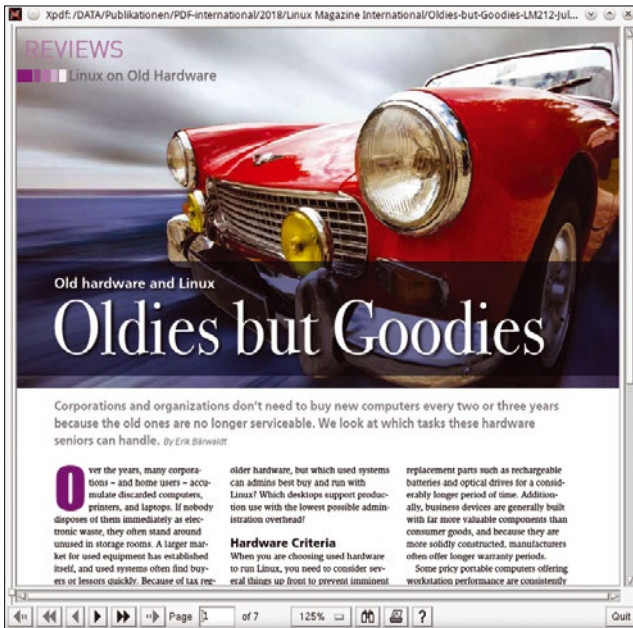 Xpdf: /DATA/Publikationen/PDF-international/2018/Linux Magazine International/Oldies-but-Goodies-LM212-Jul...
REVIEWS
Linux on Old Hardware
Old hardware and Linux
Oldies but Goodies
Corporations and organizations don't need to buy new computers every two or three years
because the old ones are no longer serviceable. We look at which tasks these hardware
seniors can handle. By Erik Bärwaldt
Over the years, many corpora-
tions – and home users – accu-
mulate discarded computers,
printers, and laptops. If nobody
disposes of them immediately as elec-
tronic waste, they often stand around
unused in storage rooms. A larger mar-
ket for used equipment has established
itself, and used systems often find buy-
ers or lessors quickly. Because of tax reg-
older hardware, but which used systems
can admins best buy and run with
Linux? Which desktops support produc-
tion use with the lowest possible admin-
istration overhead?
Hardware Criteria
When you are choosing used hardware
to run Linux, you need to consider sev-
eral things up front to prevent imminent
replacement parts such as rechargeable
batteries and optical drives for a consid-
erably longer period of time. Addition-
ally, business devices are generally built
with far more valuable components than
consumer goods, and because they are
more solidly constructed, manufacturers
often offer longer warranty periods.
Some pricy portable computers offering
workstation performance are consistently
Page 1 of 7 125% ? Quit